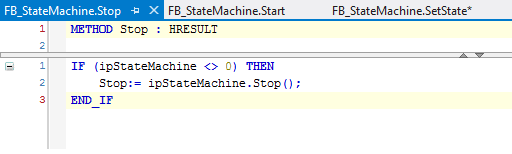 FB_StateMachine.Stop FB_StateMachine.Start FB_StateMachine.SetState*
1 METHOD Stop : HRESULT
2
1 IF (ipStateMachine <> 0) THEN
2 Stop:= ipStateMachine.Stop();
3 END_IF